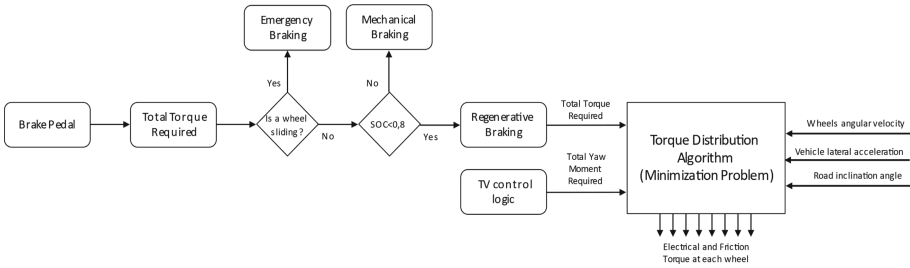 Emergency
Braking
Mechanical
Braking
Yes
No
Brake Pedal
Total Torque
Required
Is a wheel
sliding?
No
SOC<0,8
Yes
Regenerative
Braking
Total Torque
Required
TV control
logic
Total Yaw
Moment
Required
Torque Distribution
Algorithm
(Minimization Problem)
Wheels angular velocity
Vehicle lateral acceleration
Road inclination angle
Electrical and Friction
Torque at each wheel